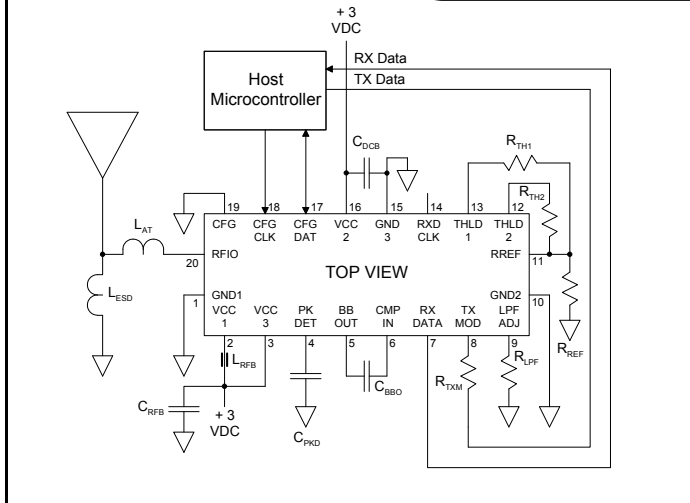 + 3
VDC
RX Data
TX Data
Host
Microcontroller
CDCB
RTH1
RTH2
19
18
17
16
15
14
13
12
CFG
CFG
CLK
CFG
DAT
VCC
2
GND
3
RXD
CLK
THLD
1
THLD
2
LAT
20
RFIO
RREF
11
TOP VIEW
LESD
1
GND1
GND2
10
VCC
1
VCC
3
PK
DET
BB
OUT
CMP
IN
RX
DATA
TX
MOD
LPF
ADJ
RREF
2
3
4
5
6
7
8
9
LRFB
CBBO
RTXM
RLPF
CRFB
+ 3
VDC
CPKD